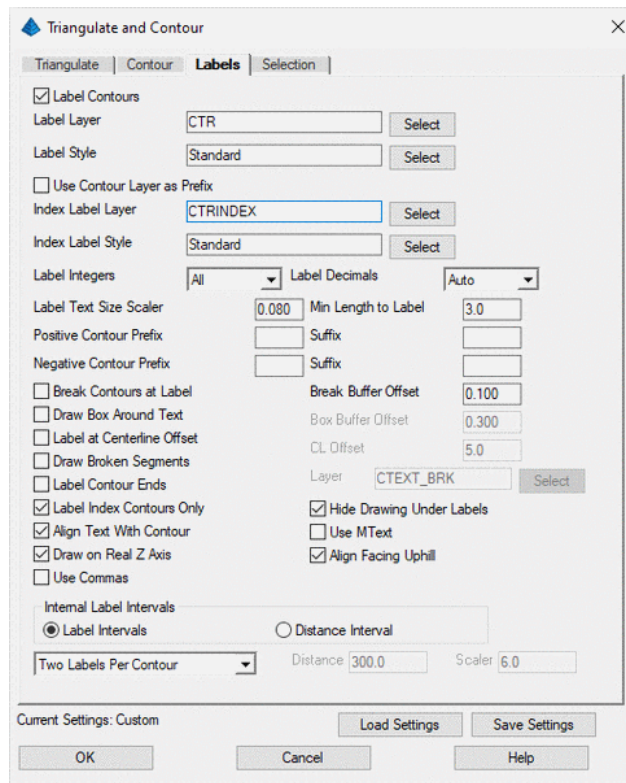 Triangulate and Contour
Triangulate Contour Labels Selection
Label Contours
Label Layer CTR Select
Label Style Standard Select
Use Contour Layer as Prefix
Index Label Layer CTRINDEX Select
Index Label Style Standard Select
Label Integers All Label Decimals Auto
Label Text Size Scaler 0.080 Min Length to Label 3.0
Positive Contour Prefix Suffix
Negative Contour Prefix Suffix
Break Contours at Label Break Buffer Offset 0.100
Draw Box Around Text Box Buffer Offset 0.300
Label at Centerline Offset CL Offset 5.0
Draw Broken Segments
Label Contour Ends Layer CTEXT_BRK Select
Label Index Contours Only Hide Drawing Under Labels
Align Text With Contour Use MText
Draw on Real Z Axis Align Facing Uphill
Use Commas
Internal Label Intervals
Label Intervals Distance Interval
Two Labels Per Contour Distance 300.0 Scaler 6.0
Current Settings: Custom Load Settings Save Settings
OK Cancel Help